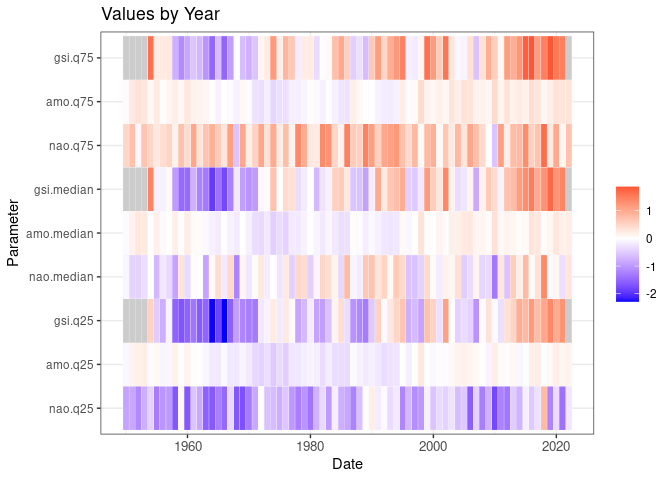 Values by Year
gsi.q75
amo.q75
nao.q75
gsi.median
amo.median
nao.median
gsi.q25
amo.q25
nao.q25
Parameter
1960 1980 2000 2020
Date
1
0
-1
-2